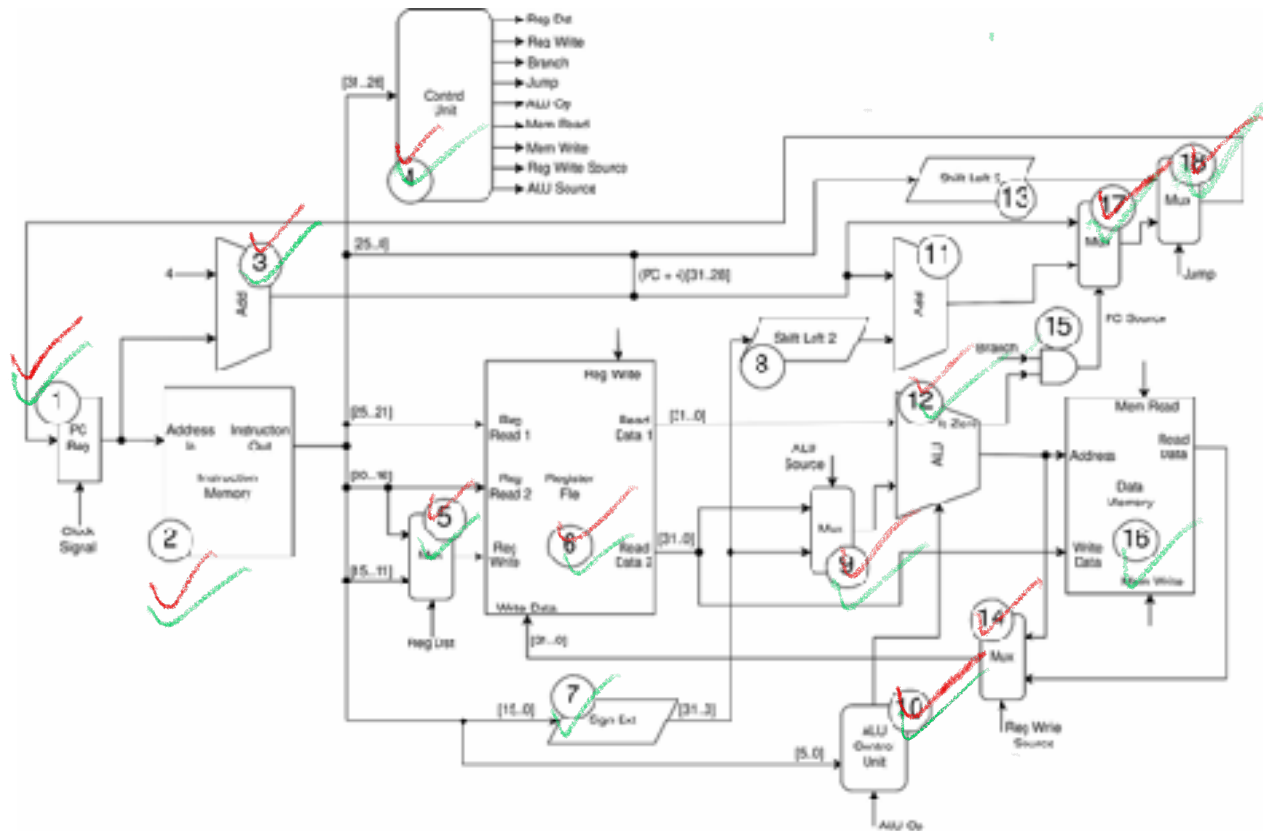 Reg Dst
Reg Write
Branch
Jump
ALU Op
Mem Read
Mem Write
Reg Write Source
ALU Source
[31..26]
Control
Unit
4
18
Mux
Shift Left 2
13
17
Mux
Jump
3
4
Add
[25..4]
(PC + 4)[31..28]
11
Add
PC Source
15
Branch
Shift Left 2
8
1
PC
Reg
Clock
Signal
Address
In
Instruction
Out
Instruction
Memory
2
[25..21]
Reg Write
Reg
Read 1
Read
Data 1
[31..0]
12
Is Zero
ALU
Mem Read
Read
Data
Address
Data
Memory
16
Write
Data
Mem Write
Reg
Read 2
Register
File
6
5
Mux
Reg
Write
Read
Data 2
[31..0]
ALU
Source
Mux
9
[15..11]
Write Data
Reg Dst
[31..0]
14
Mux
Reg Write
Source
7
[15..0]
Sign Ext
10
ALU
Control
Unit
[5..0]
ALU Op